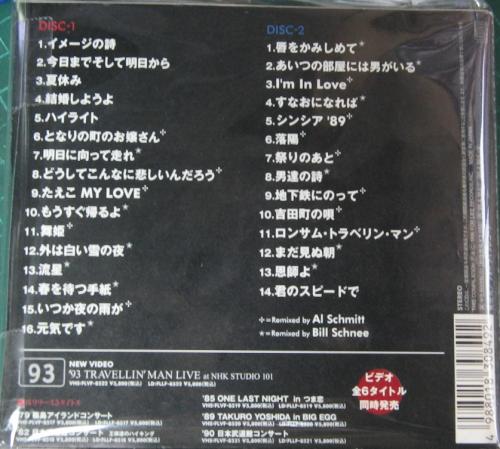 DISC-1
1.イメージの詩
2.今日までそして明日から
3.夏休み
4.結婚しようよ
5.ハイライト
6.となりの町のお嬢さん✢
7.明日に向って走れ*
8.どうしてこんなに悲しいんだろう✢
9.たえこ MY LOVE✢
10.もうすぐ帰るよ*
11.舞姫✢
12.外は白い雪の夜*
13.流星*
14.春を待つ手紙*
15.いつか夜の雨が✢
16.元気です*
DISC-2
1.唇をかみしめて*
2.あいつの部屋には男がいる*
3.I'm In Love✢
4.すなおになれば*
5.シンシア '89✢
6.落陽✢
7.祭りのあと✢
8.男達の詩*
9.地下鉄にのって✢
10.吉田町の唄✢
11.ロンサム・トラベリン・マン✢
12.まだ見ぬ朝*
13.恩師よ*
14.君のスピードで
✢=Remixed by Al Schmitt
*=Remixed by Bill Schnee
STEREO
93
NEW VIDEO
'93 TRAVELLIN' MAN LIVE at NHK STUDIO 101
'79 篠島アイランドコンサート
'85 ONE LAST NIGHT in つま恋
'89 TAKURO YOSHIDA in BIG EGG
'90 日本武道館コンサート
ビデオ
全6タイトル
同時発売